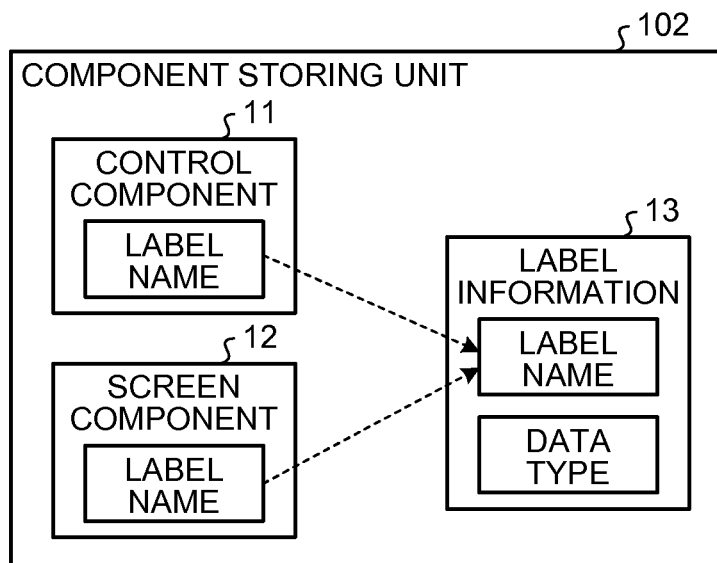 102
COMPONENT STORING UNIT
11
CONTROL
COMPONENT
LABEL
NAME
12
SCREEN
COMPONENT
LABEL
NAME
13
LABEL
INFORMATION
LABEL
NAME
DATA
TYPE